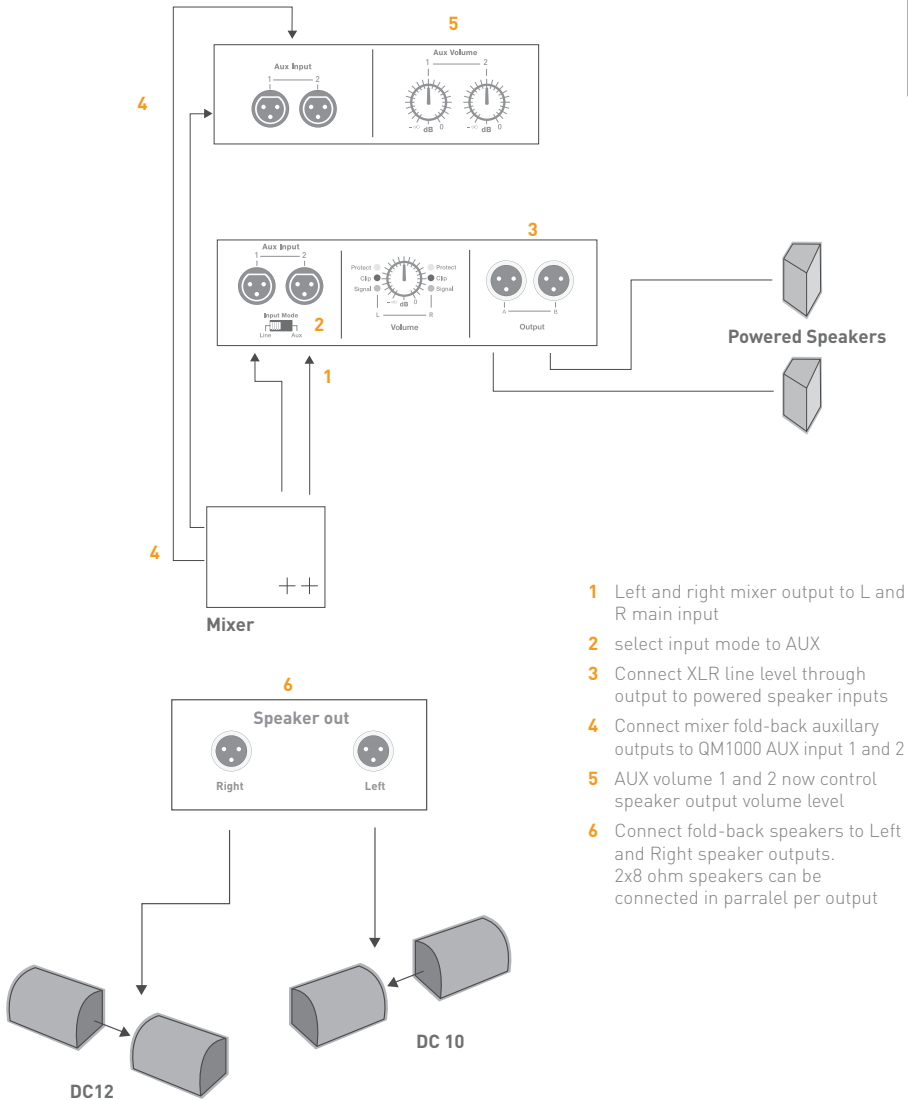 5
Aux Input
1 2
Aux Volume
1 2
-∞ dB 0 -∞ dB 0
4
3
Aux Input
1 2
Input Mode
Line Aux
2
Protect Protect
Clip Clip
Signal Signal
-∞ dB 0
L R
Volume
A B
Output
Powered Speakers
1
4
Mixer
1 Left and right mixer output to L and
R main input
2 select input mode to AUX
3 Connect XLR line level through
output to powered speaker inputs
4 Connect mixer fold-back auxillary
outputs to QM1000 AUX input 1 and 2
5 AUX volume 1 and 2 now control
speaker output volume level
6 Connect fold-back speakers to Left
and Right speaker outputs.
2x8 ohm speakers can be
connected in parralel per output
6
Speaker out
Right Left
DC 10
DC12